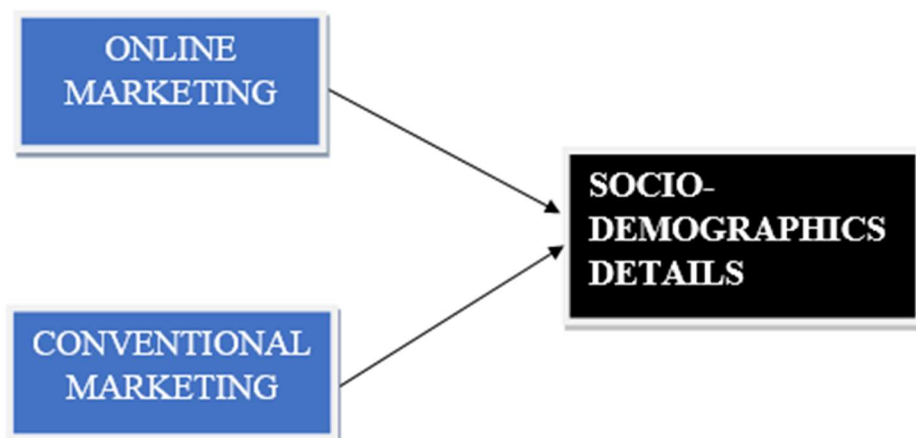 ONLINE
MARKETING
SOCIO-
DEMOGRAPHICS
DETAILS
CONVENTIONAL
MARKETING